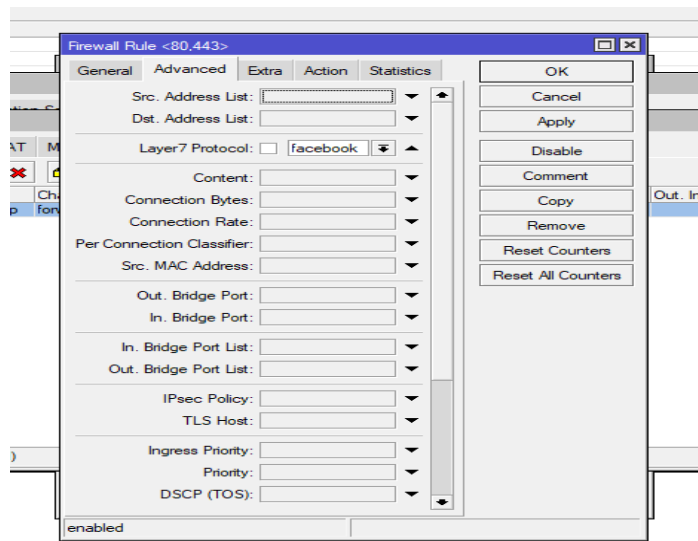 Firewall Rule <80,443>
General Advanced Extra Action Statistics
Src. Address List:
Dst. Address List:
Layer7 Protocol: facebook
Content:
Connection Bytes:
Connection Rate:
Per Connection Classifier:
Src. MAC Address:
Out. Bridge Port:
In. Bridge Port:
In. Bridge Port List:
Out. Bridge Port List:
IPsec Policy:
TLS Host:
Ingress Priority:
Priority:
DSCP (TOS):
enabled
OK
Cancel
Apply
Disable
Comment
Copy
Remove
Reset Counters
Reset All Counters
AT M
Ch
p forv
Out. In
)